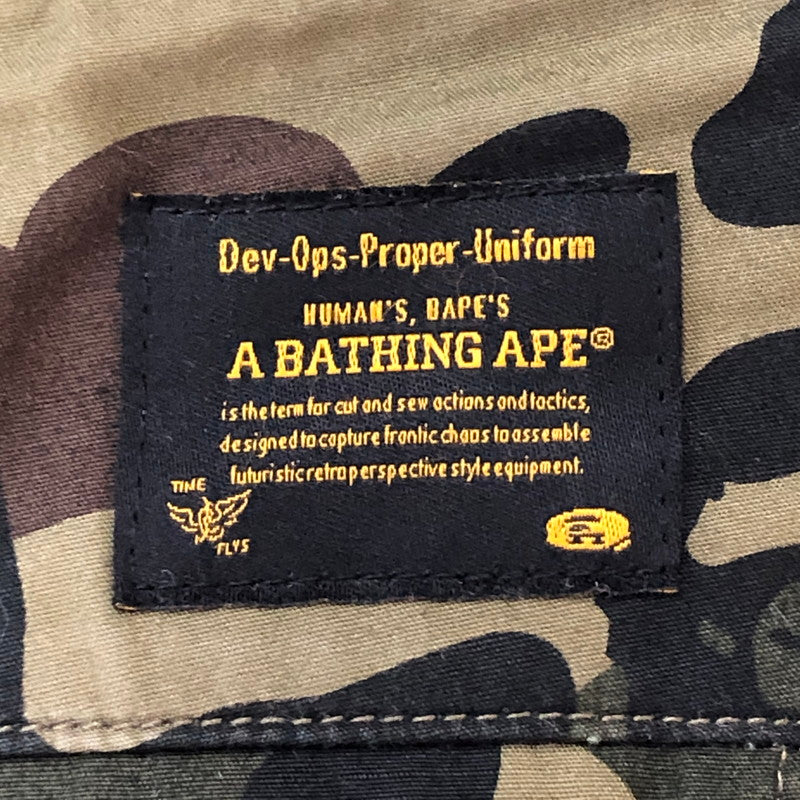 Dev-Ops-Proper-Uniform
HUMAN'S, BAPE'S
A BATHING APE®
is the term for cut and sew actions and tactics,
designed to capture frantic chaos to assemble
futuristic retro perspective style equipment.
TIME
FLYS